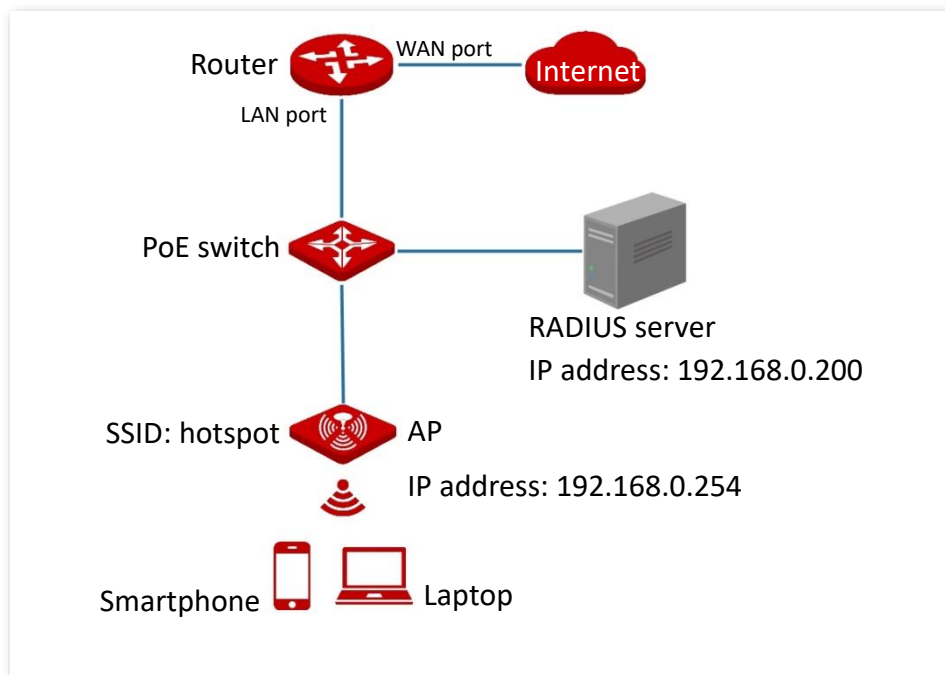 Router
WAN port
Internet
LAN port
PoE switch
RADIUS server
IP address: 192.168.0.200
SSID: hotspot
AP
IP address: 192.168.0.254
Smartphone
Laptop